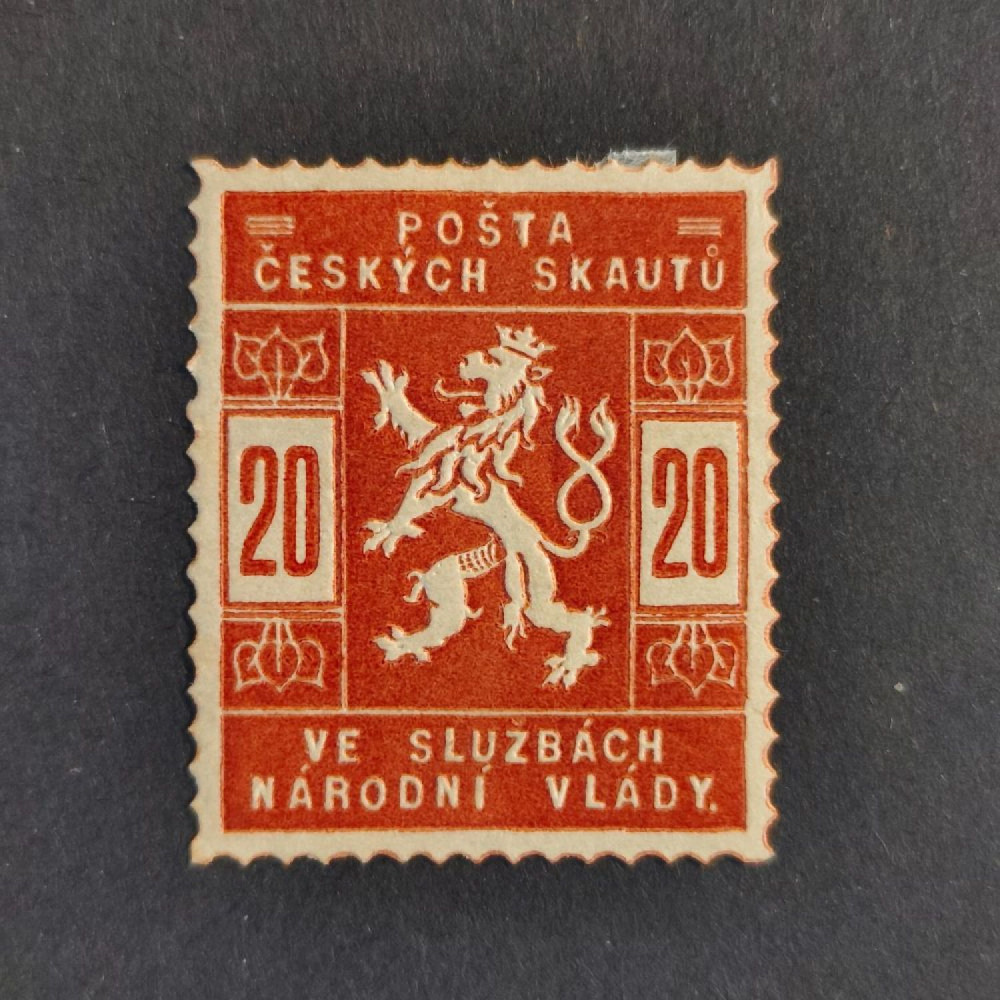 POŠTA
ČESKÝCH SKAUTŮ
20 20
VE SLUŽBÁCH
NÁRODNÍ VLÁDY.